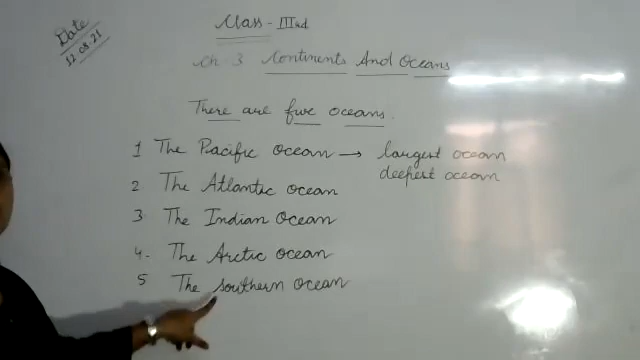 Date
12.08.21
Class - IIIrd
Ch-3 Continents And Oceans
There are five oceans.
1 The Pacific ocean → largest ocean
deepest ocean
2 The Atlantic ocean
3. The Indian Ocean
4. The Arctic ocean
5 The southern ocean